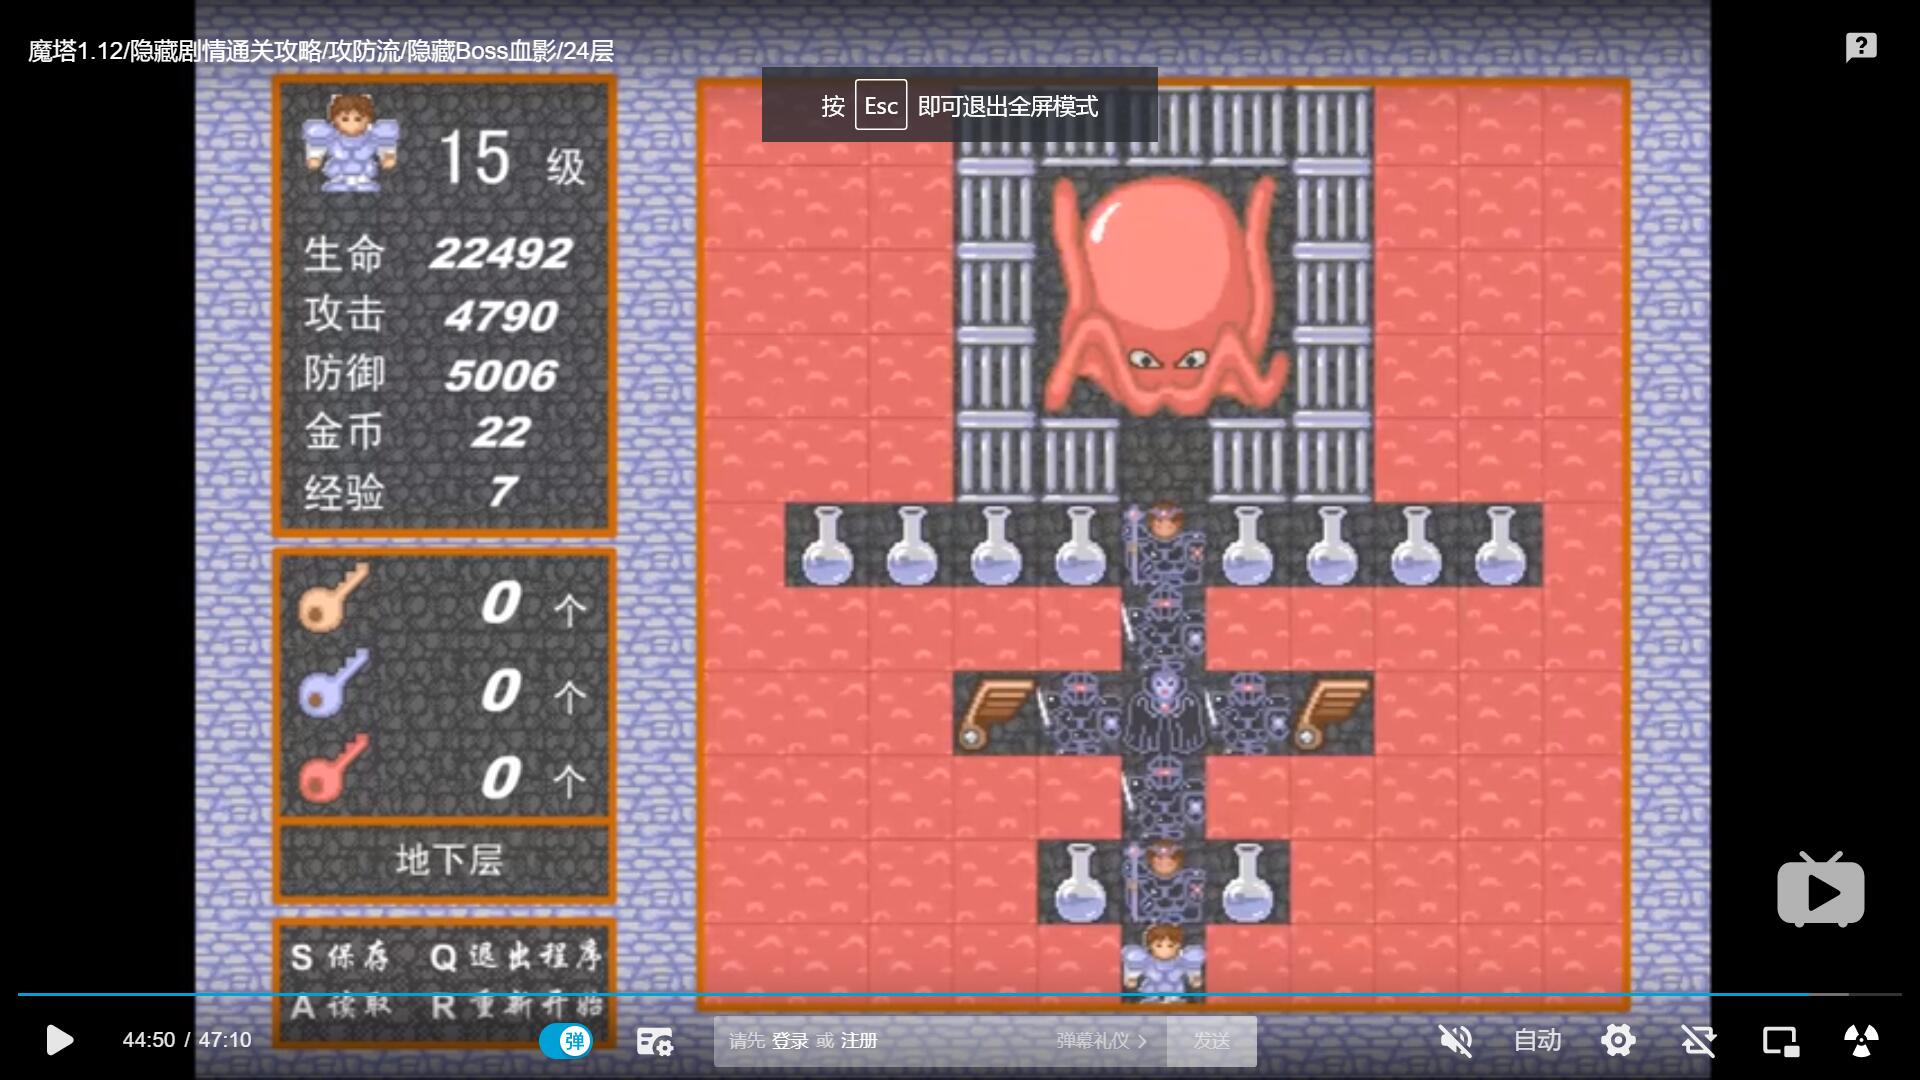 魔塔1.12/隐藏剧情通关攻略/攻防流/隐藏Boss血影/24层
按 Esc 即可退出全屏模式
15 级
生命 22492
攻击 4790
防御 5006
金币 22
经验 7
0 个
0 个
0 个
地下层
S 保存 Q 退出程序
A 读取 R 重新开始
44:50 / 47:10
弹
请先 登录 或 注册
弹幕礼仪 >
发送
自动